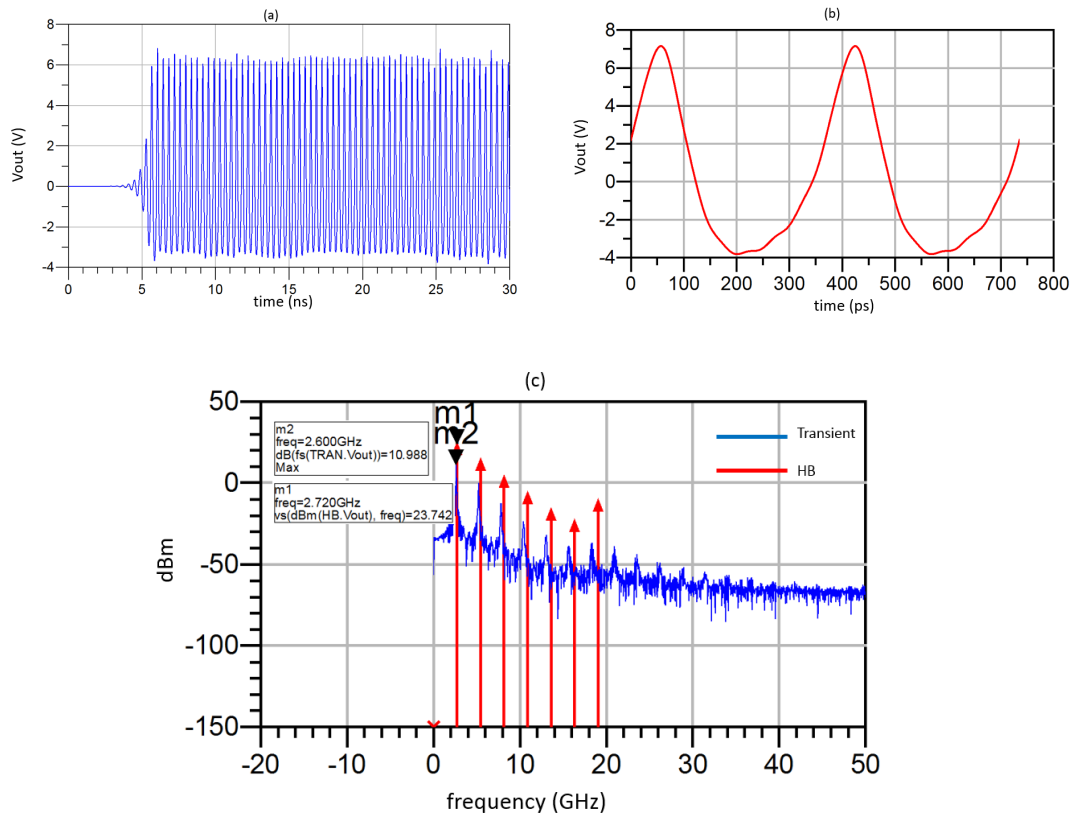 (a)
8
6
4
2
0
-2
-4
Vout (V)
0 5 10 15 20 25 30
time (ns)
(b)
8
6
4
2
0
-2
-4
Vout (V)
0 100 200 300 400 500 600 700 800
time (ps)
(c)
50
0
-50
-100
-150
dBm
m1
m2
m2
freq=2.600GHz
dB(fs(TRAN.Vout))=10.988
Max
m1
freq=2.720GHz
vs(dBm(HB.Vout), freq)=23.742
Transient
HB
-20 -10 0 10 20 30 40 50
frequency (GHz)